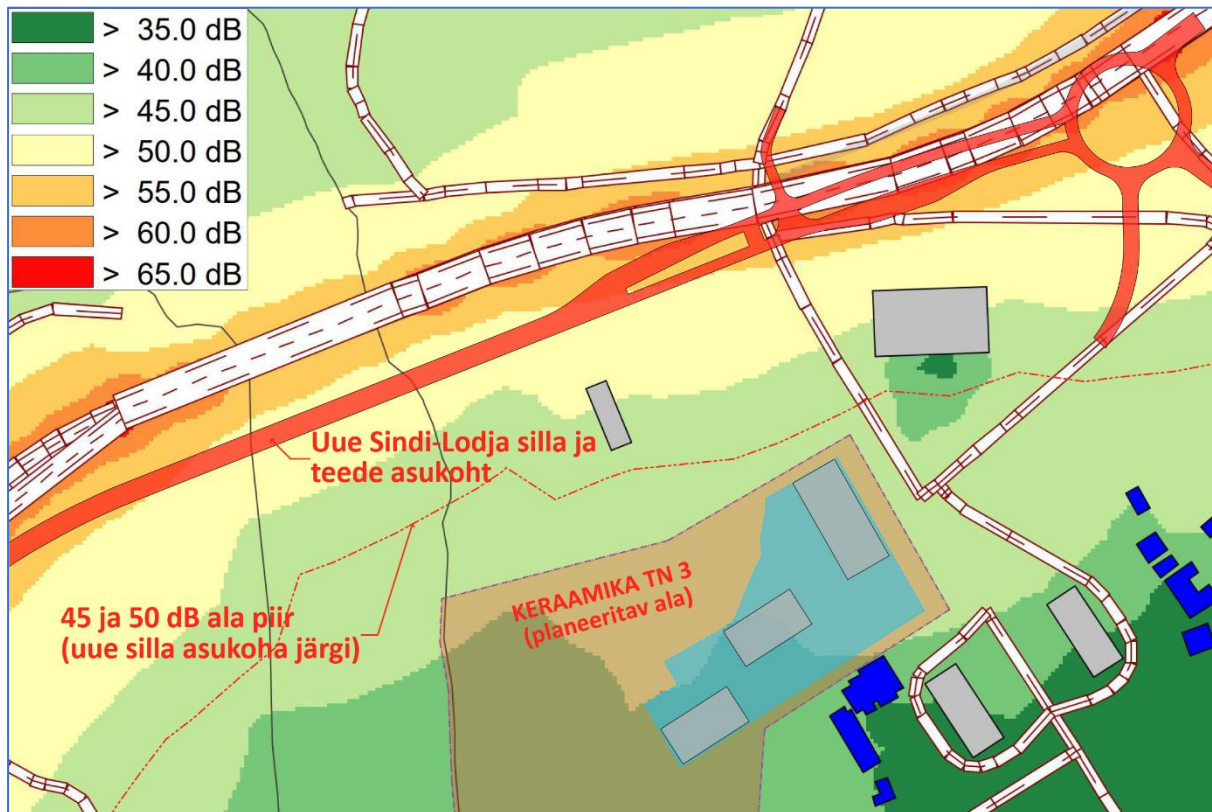 > 35.0 dB
> 40.0 dB
> 45.0 dB
> 50.0 dB
> 55.0 dB
> 60.0 dB
> 65.0 dB
Uue Sindi-Lodja silla ja
teede asukoht
45 ja 50 dB ala piir
(uue silla asukoha järgi)
KERAAMIKA TN 3
(planeeritav ala)